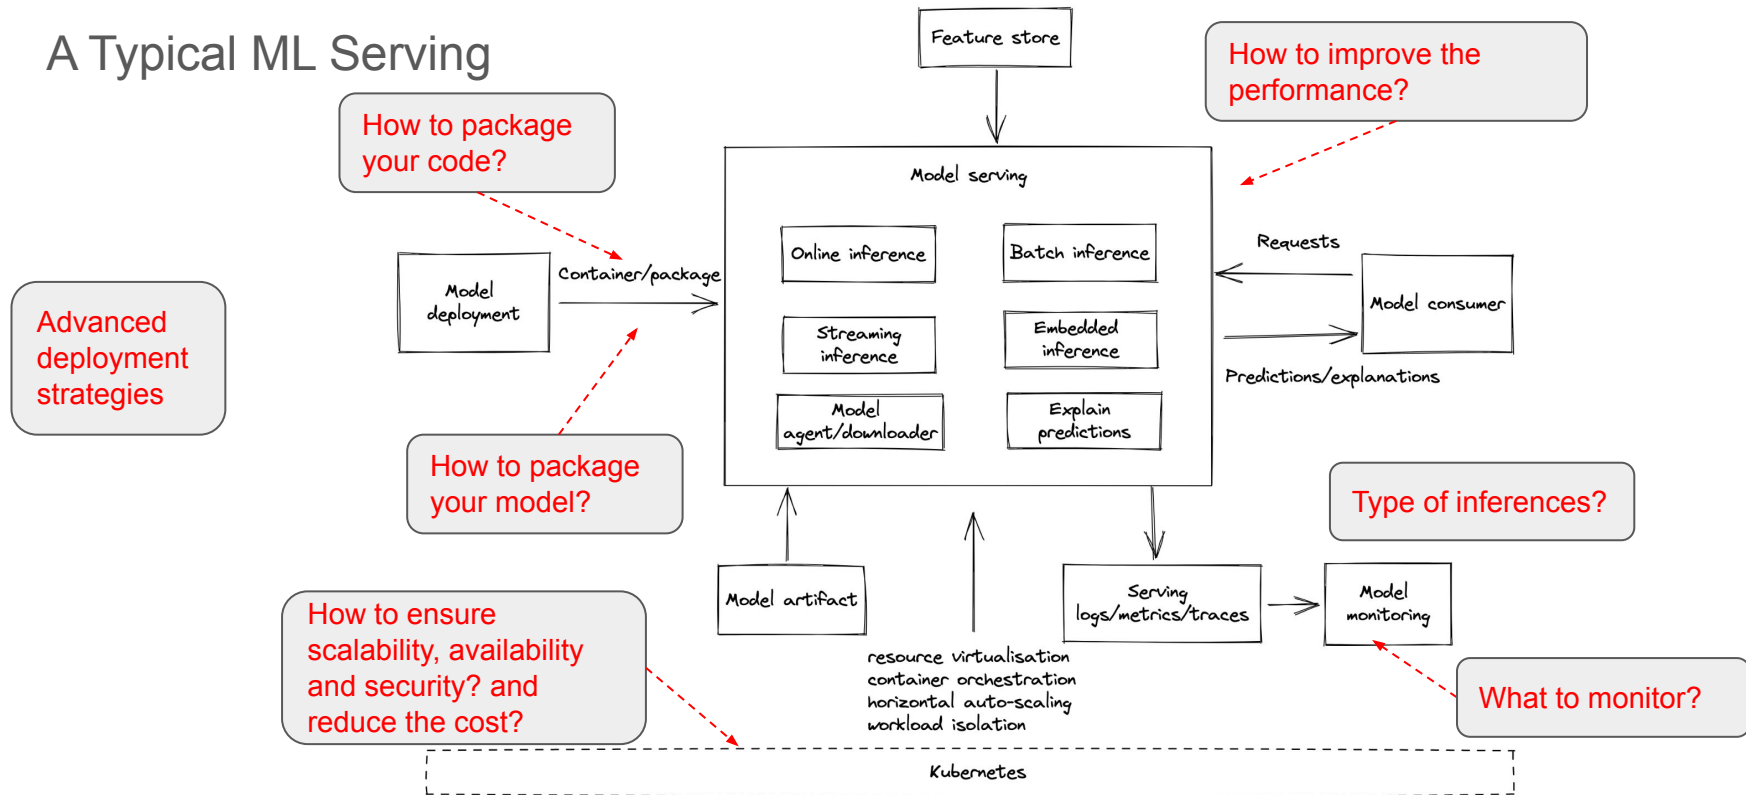 A Typical ML Serving
Feature store
How to improve the
performance?
How to package
your code?
Model serving
Online inference
Batch inference
Requests
Container/package
Model
deployment
Model consumer
Advanced
deployment
strategies
Streaming
inference
Embedded
inference
Predictions/explanations
Model
agent/downloader
Explain
predictions
How to package
your model?
Type of inferences?
Model artifact
Serving
logs/metrics/traces
Model
monitoring
How to ensure
scalability, availability
and security? and
reduce the cost?
resource virtualisation
container orchestration
horizontal auto-scaling
workload isolation
What to monitor?
Kubernetes